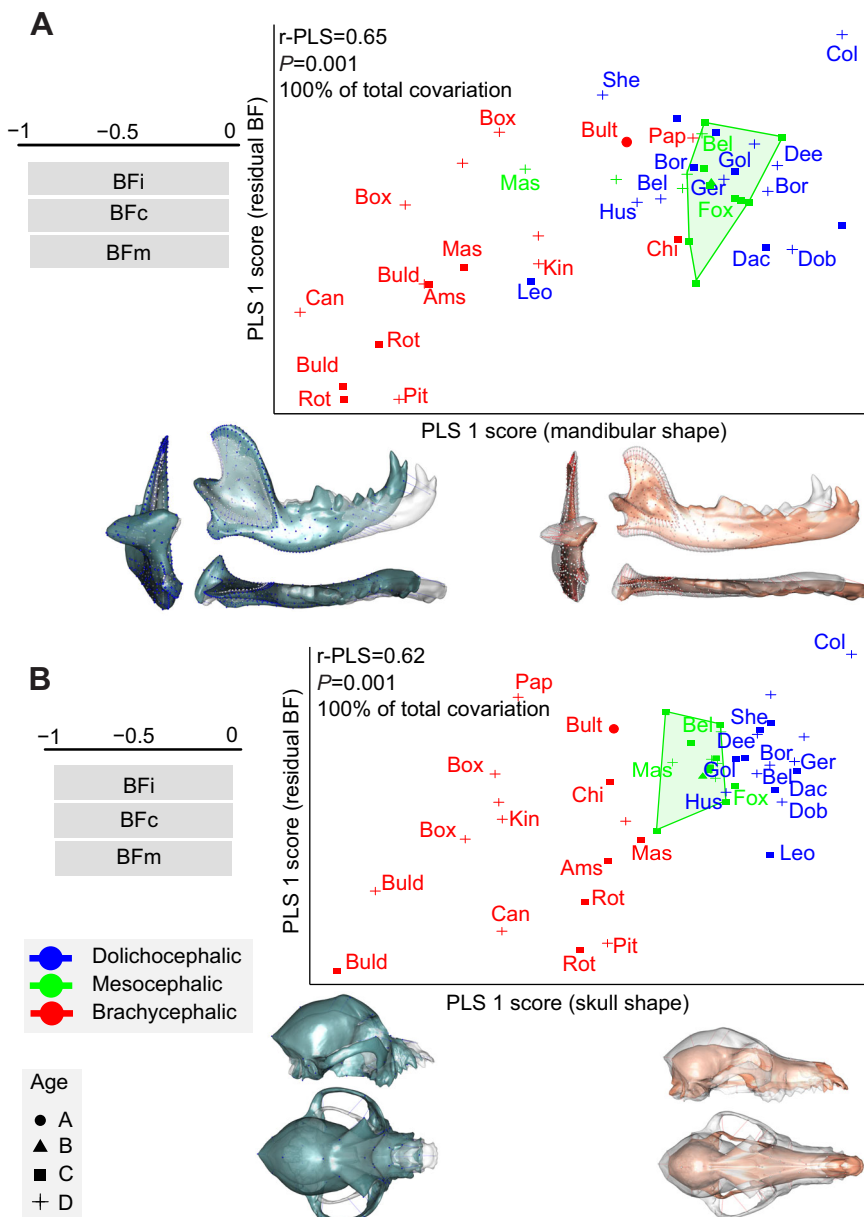 A
r-PLS=0.65
P=0.001
100% of total covariation
−1 −0.5 0
BFi
BFc
BFm
PLS 1 score (residual BF)
Col
She
Box
Bult
Pap
Bel
Dee
Bor
Gol
Mas
Bel
Ger
Bor
Box
Hus
Fox
Mas
Chi
Dac
Dob
Buld
Kin
Can
Ams
Leo
Rot
Buld
Rot
Pit
PLS 1 score (mandibular shape)
B
r-PLS=0.62
P=0.001
100% of total covariation
−1 −0.5 0
BFi
BFc
BFm
PLS 1 score (residual BF)
Col
Pap
Bult
Bel
She
Dee
Bor
Ger
Box
Mas
Gol
Bel
Chi
Dac
Hus
Fox
Dob
Kin
Box
Mas
Leo
Ams
Buld
Rot
Can
Pit
Buld
Rot
PLS 1 score (skull shape)
Dolichocephalic
Mesocephalic
Brachycephalic
Age
A
B
C
D